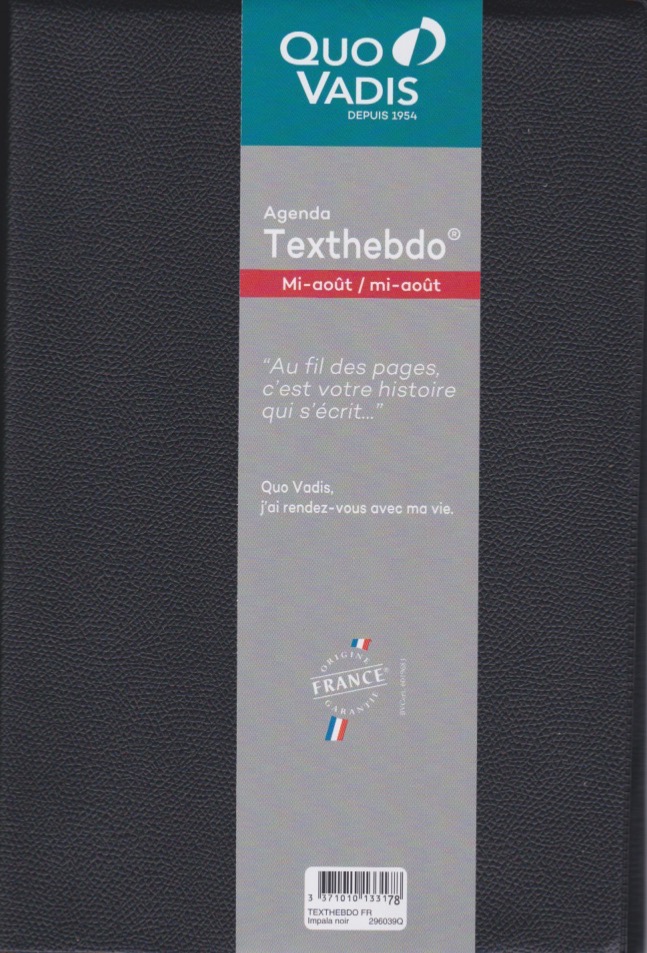 QUO
VADIS
DEPUIS 1954
Agenda
Texthebdo®
Mi-août / mi-août
“Au fil des pages,
c'est votre histoire
qui s'écrit...”
Quo Vadis,
j'ai rendez-vous avec ma vie.
ORIGINE
FRANCE®
GARANTIE
3 371010 133178
TEXTHEBDO FR
Impala noir 296039Q